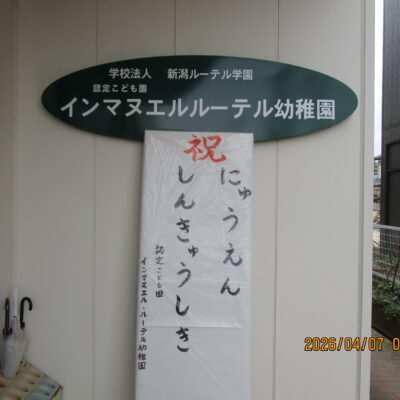 学校法人 新潟ルーテル学園
認定こども園
インマヌエルルーテル幼稚園
祝
にゅうえん
しんきゅうしき
認定こども園
インマヌエル・ルーテル幼稚園
2026/04/07